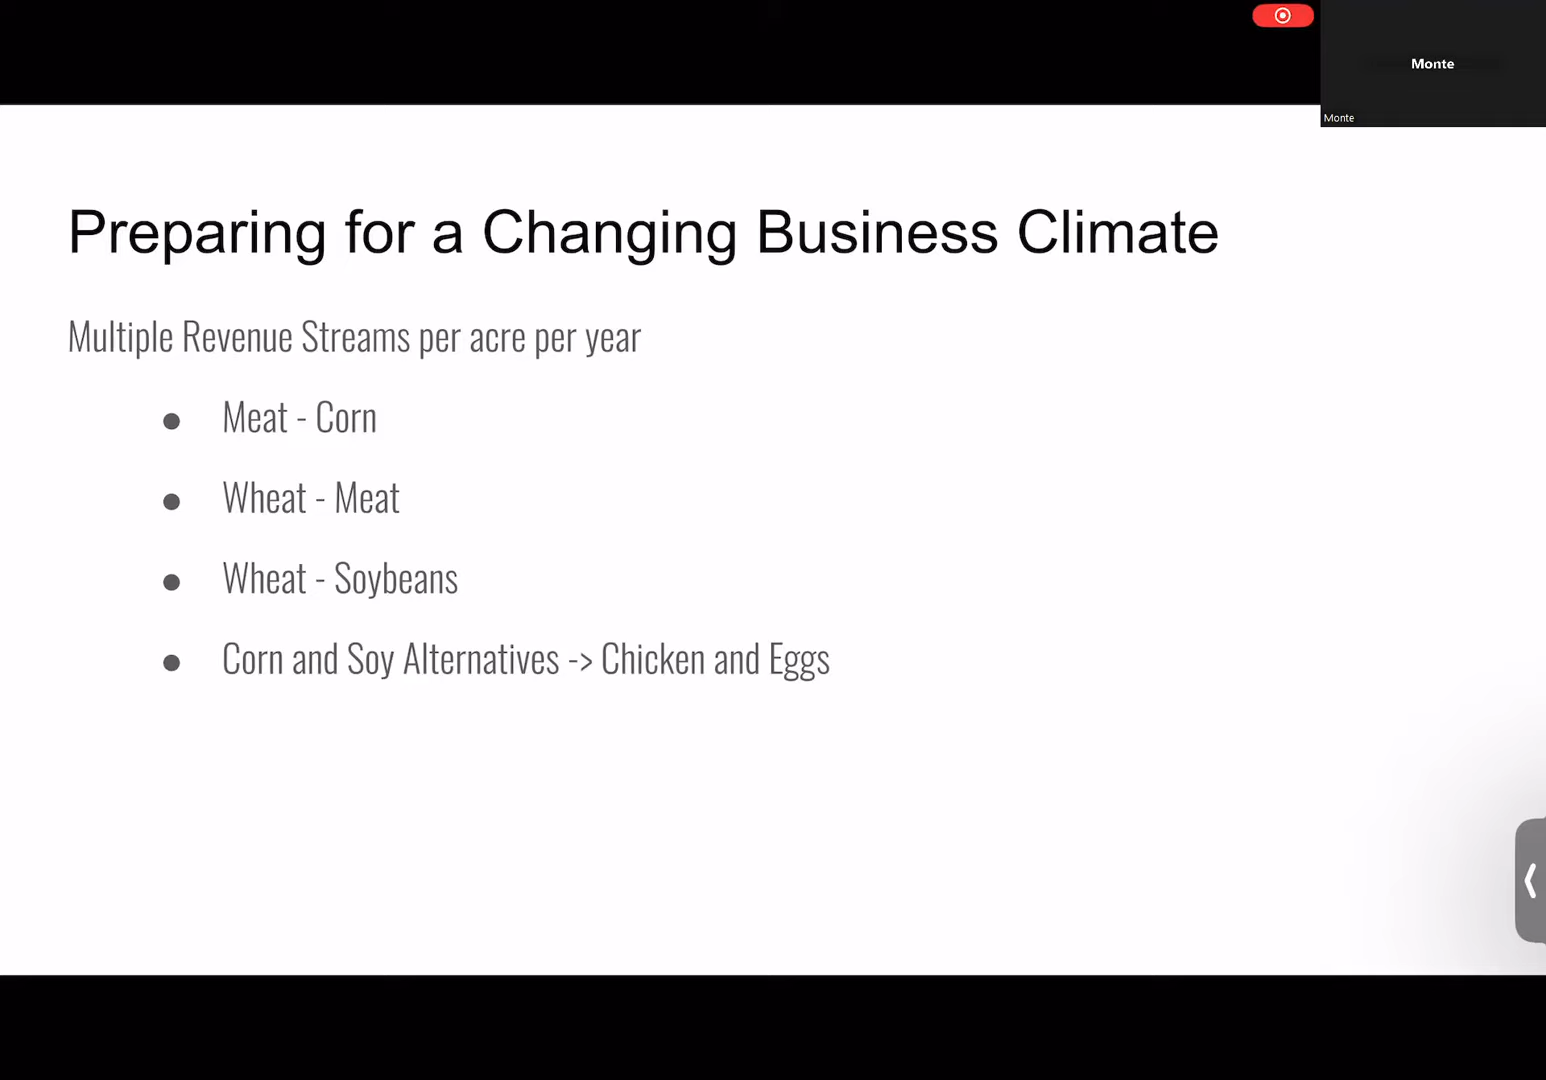 Monte
Monte
Preparing for a Changing Business Climate
Multiple Revenue Streams per acre per year
● Meat - Corn
● Wheat - Meat
● Wheat - Soybeans
● Corn and Soy Alternatives -> Chicken and Eggs